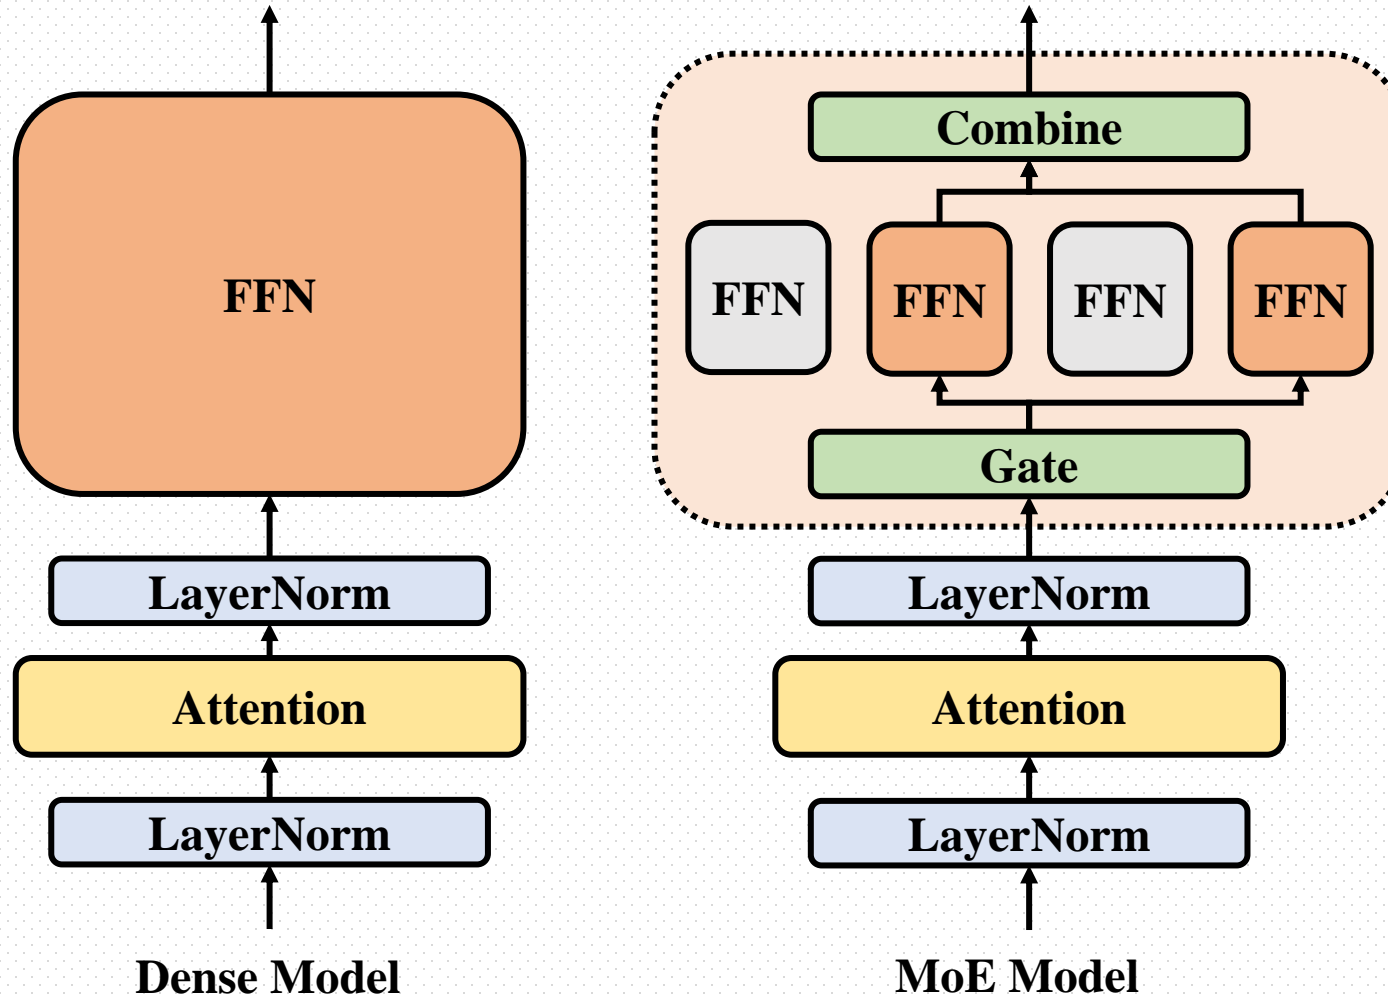 FFN
LayerNorm
Attention
LayerNorm
Dense Model
Combine
FFN FFN FFN FFN
Gate
LayerNorm
Attention
LayerNorm
MoE Model